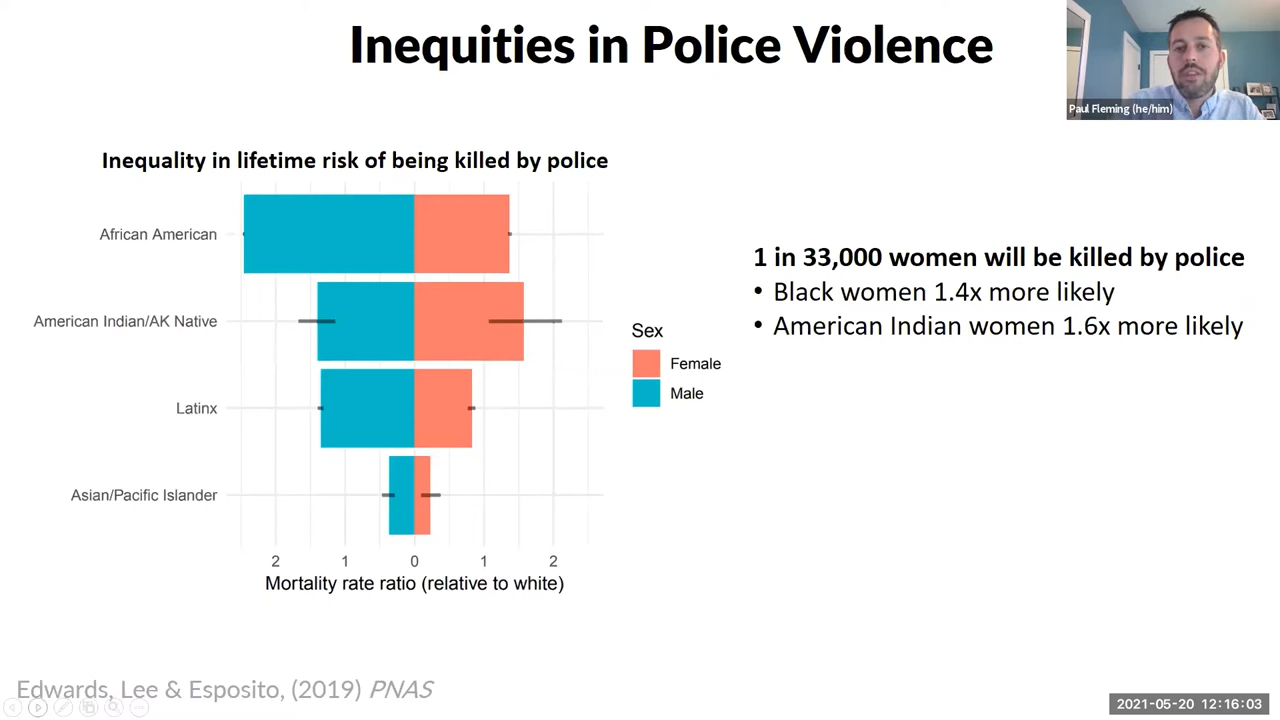 Inequities in Police Violence
Paul Fleming (he/him)
Inequality in lifetime risk of being killed by police
African American
American Indian/AK Native
Latinx
Asian/Pacific Islander
2 1 0 1 2
Mortality rate ratio (relative to white)
Sex
Female
Male
1 in 33,000 women will be killed by police
• Black women 1.4x more likely
• American Indian women 1.6x more likely
Edwards, Lee & Esposito, (2019) PNAS
2021-05-20 12:16:03